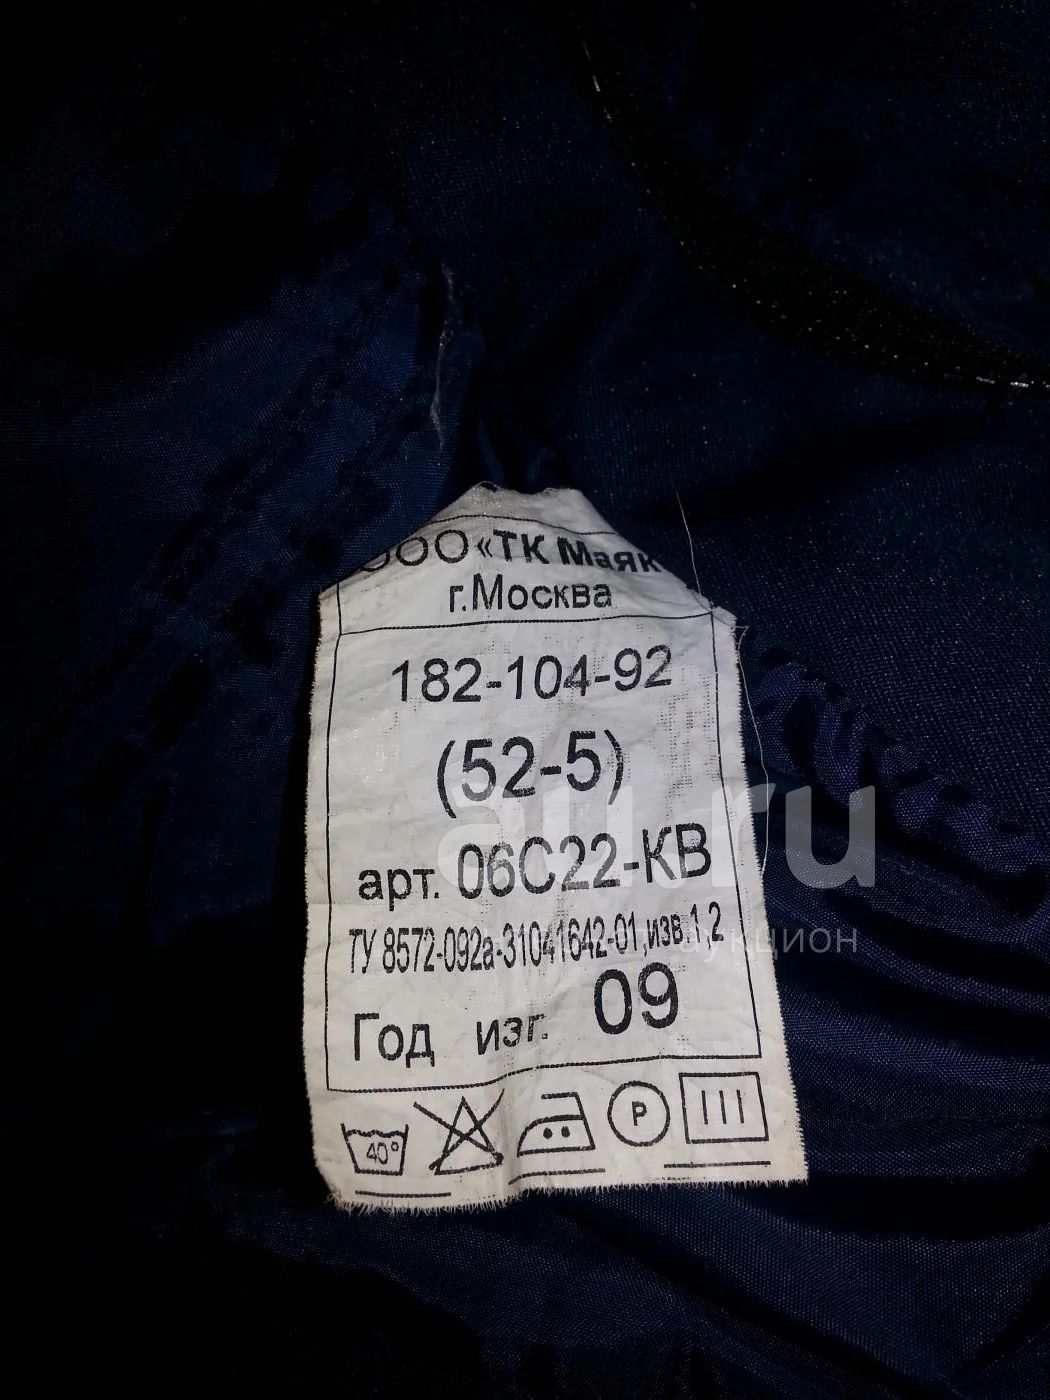 ООО «ТК Маяк
г.Москва
182-104-92
(52-5)
арт. 06С22-КВ
ТУ 8572-092а-31041642-01,изв.1,2
Год изг. 09
40°
P
au.ru